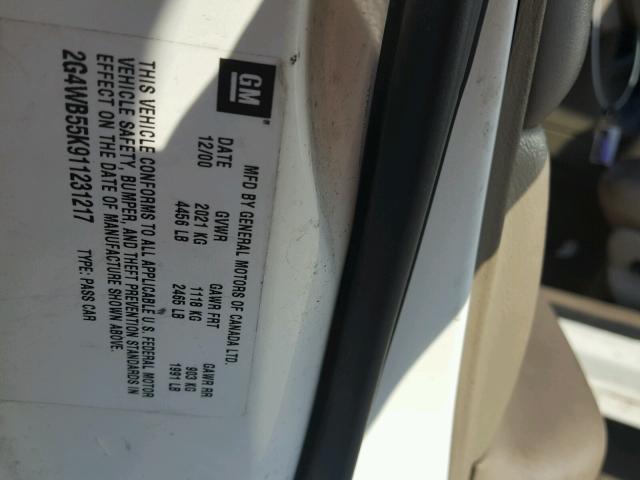 GM
MFD BY GENERAL MOTORS OF CANADA LTD.
DATE GVWR GAWR FRT GAWR RR
12/00 2021 KG 1118 KG 903 KG
4456 LB 2466 LB 1991 LB
THIS VEHICLE CONFORMS TO ALL APPLICABLE U.S. FEDERAL MOTOR
VEHICLE SAFETY, BUMPER, AND THEFT PREVENTION STANDARDS IN
EFFECT ON THE DATE OF MANUFACTURE SHOWN ABOVE.
2G4WB55K911231217 TYPE: PASS CAR